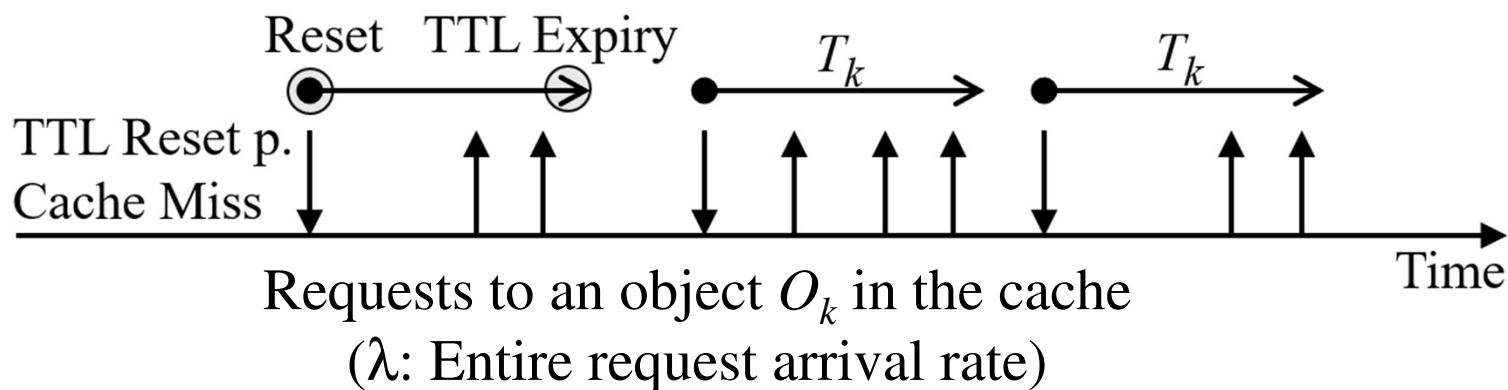 Reset TTL Expiry
T_k
T_k
TTL Reset p.
Cache Miss
Time
Requests to an object O_k in the cache
(λ: Entire request arrival rate)